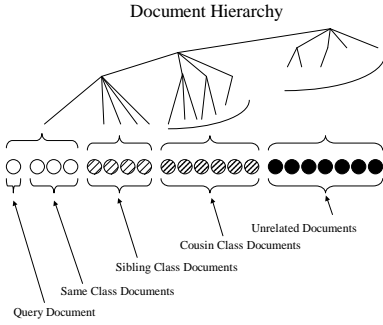 Document Hierarchy
Unrelated Documents
Cousin Class Documents
Sibling Class Documents
Same Class Documents
Query Document